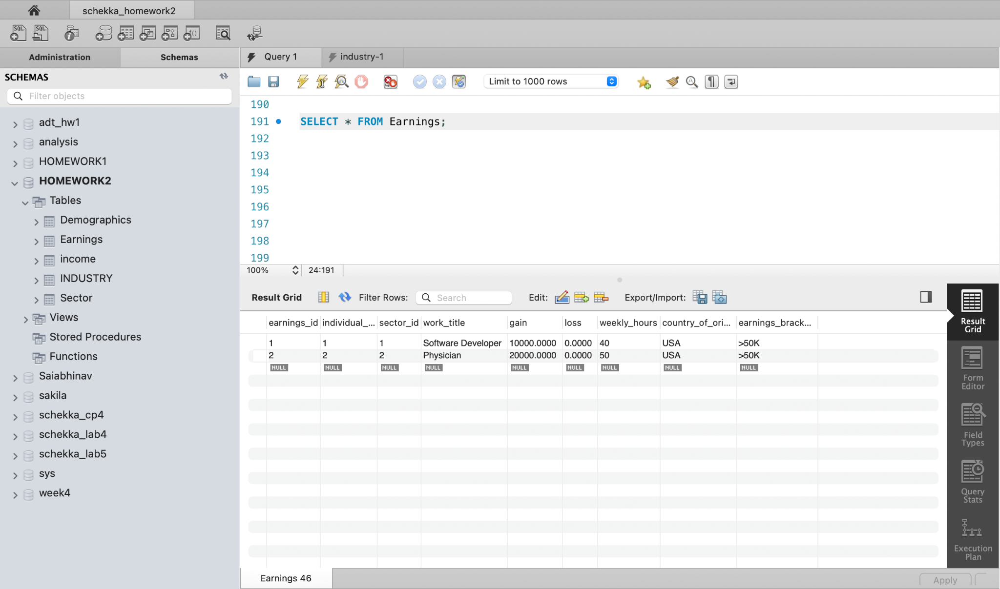 schekka_homework2
Administration
Schemas
SCHEMAS
Filter objects
adt_hw1
analysis
HOMEWORK1
HOMEWORK2
Tables
Demographics
Earnings
income
INDUSTRY
Sector
Views
Stored Procedures
Functions
Saiabhinav
sakila
schekka_cp4
schekka_lab4
schekka_lab5
sys
week4
Query 1
industry-1
Limit to 1000 rows
190
191 SELECT * FROM Earnings;
192
193
194
195
196
197
198
199
100% 24:191
Result Grid Filter Rows: Search Edit: Export/Import:
earnings_id individual_... sector_id work_title gain loss weekly_hours country_of_ori... earnings_brack...
1 1 1 Software Developer 10000.0000 0.0000 40 USA >50K
2 2 2 Physician 20000.0000 0.0000 50 USA >50K
NULL NULL NULL NULL NULL NULL NULL NULL NULL
Result
Grid
Form
Editor
Field
Types
Query
Stats
Execution
Plan
Earnings 46
Apply